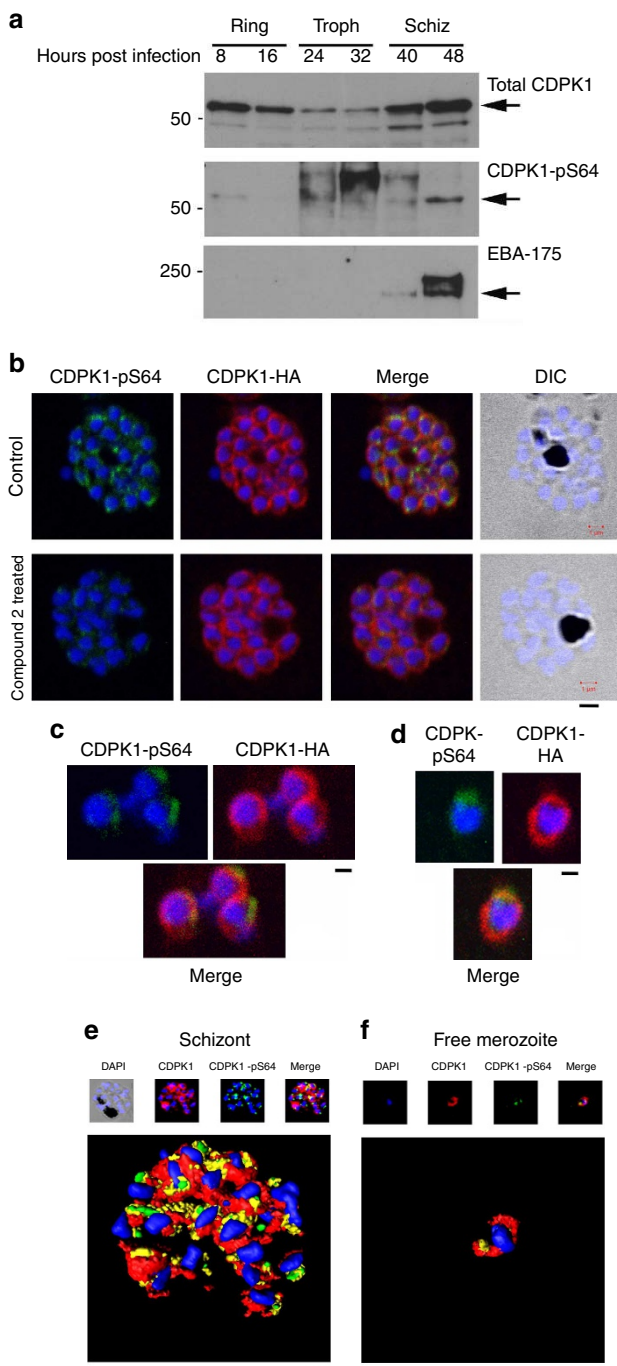 a
Ring Troph Schiz
Hours post infection 8 16 24 32 40 48
Total CDPK1
50 -
CDPK1-pS64
50 -
EBA-175
250 -
b
CDPK1-pS64 CDPK1-HA Merge DIC
Control
1 µm
Compound 2 treated
1 µm
c
CDPK1-pS64 CDPK1-HA
Merge
d
CDPK-
pS64
CDPK1-
HA
Merge
e
Schizont
DAPI CDPK1 CDPK1 -pS64 Merge
f
Free merozoite
DAPI CDPK1 CDPK1 -pS64 Merge